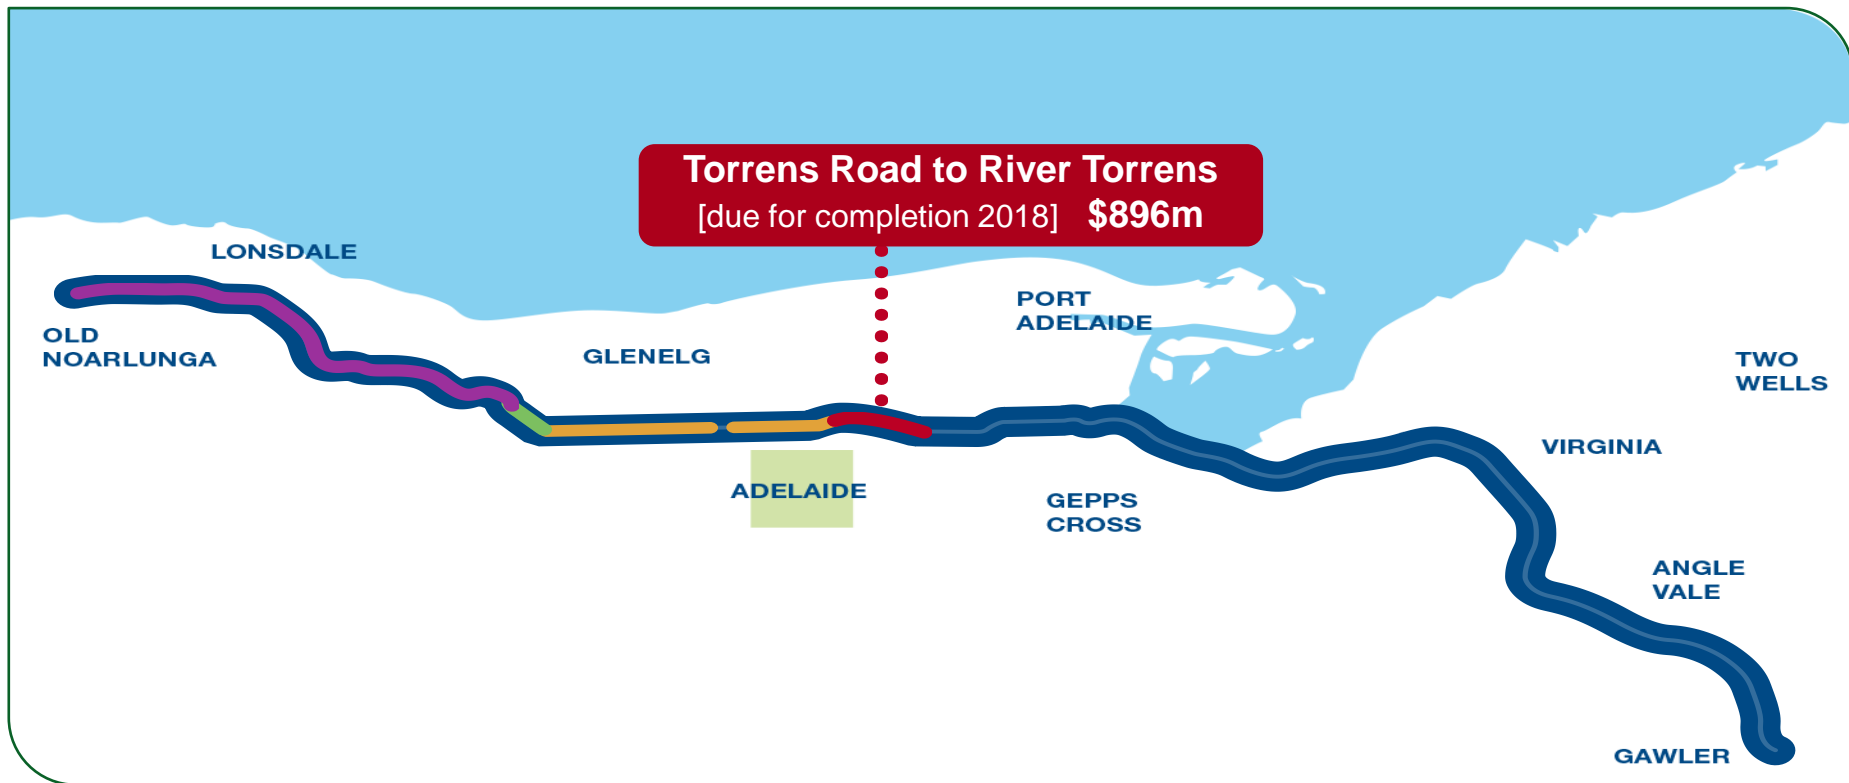 Torrens Road to River Torrens
[due for completion 2018] $896m
LONSDALE
OLD
NOARLUNGA
GLENELG
PORT
ADELAIDE
TWO
WELLS
ADELAIDE
GEPPS
CROSS
VIRGINIA
ANGLE
VALE
GAWLER